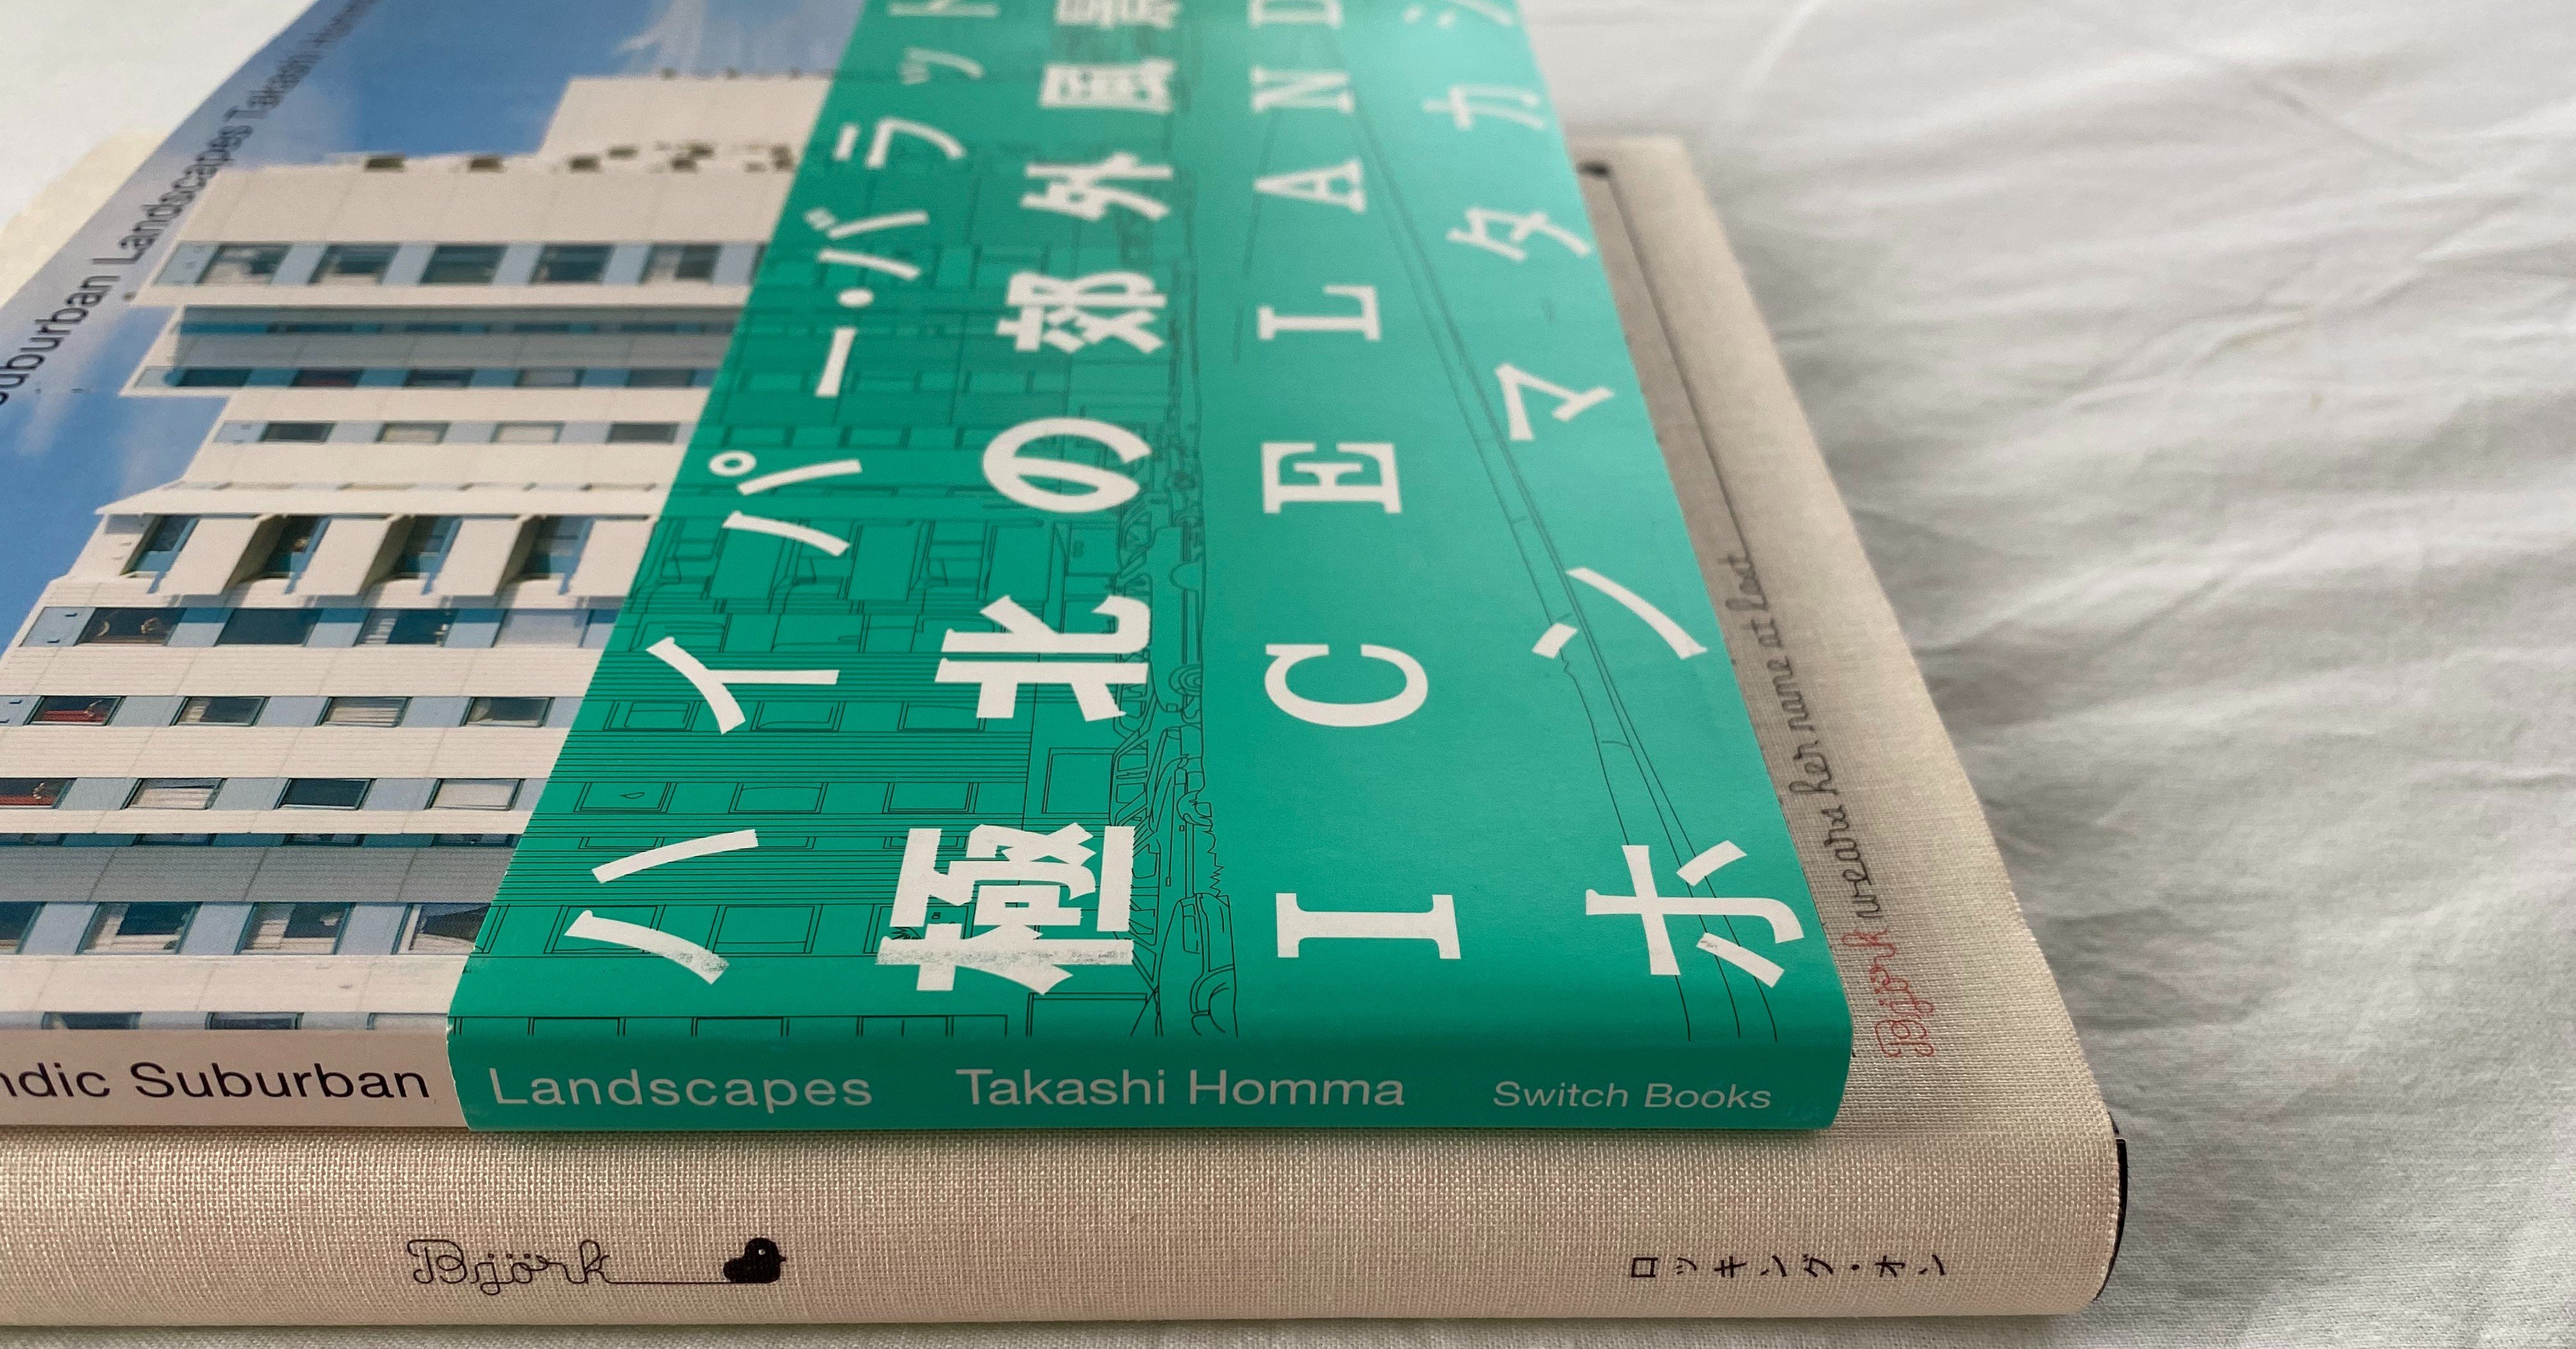 Suburban Landscapes Takashi Homma
ハイパー・バラット
極北の郊外風景
ICELAND
ホンマタカシ
ndic Suburban Landscapes Takashi Homma Switch Books
Björk wears her name at last
Björk
ロッキング・オン